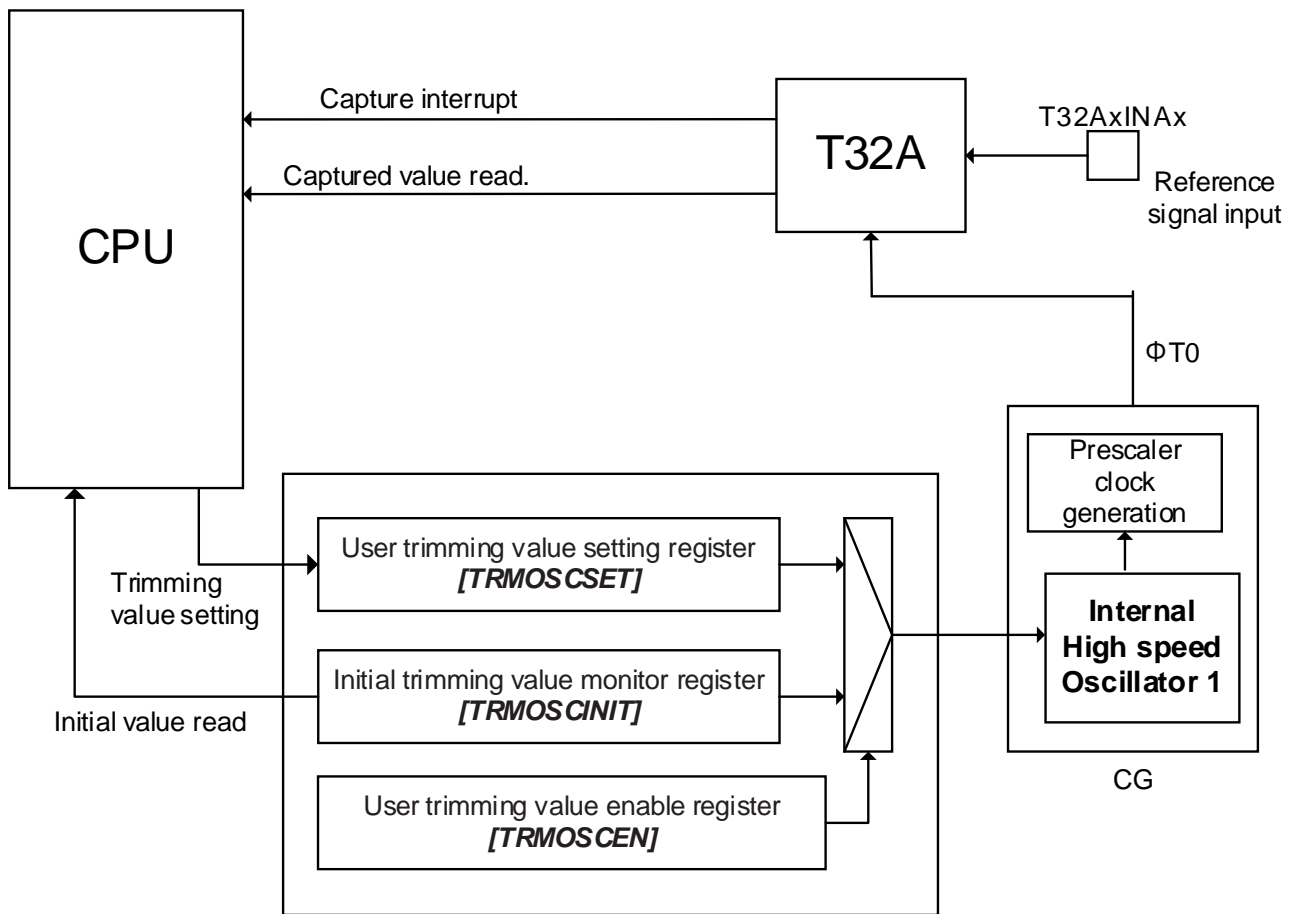 Capture interrupt
T32AxINAx
T32A
Captured value read.
Reference
signal input
CPU
ΦT0
Prescaler
clock
generation
User trimming value setting register
[TRMOSCSET]
Trimming
value setting
Internal
High speed
Oscillator 1
Initial trimming value monitor register
[TRMOSCINIT]
Initial value read
CG
User trimming value enable register
[TRMOSCEN]